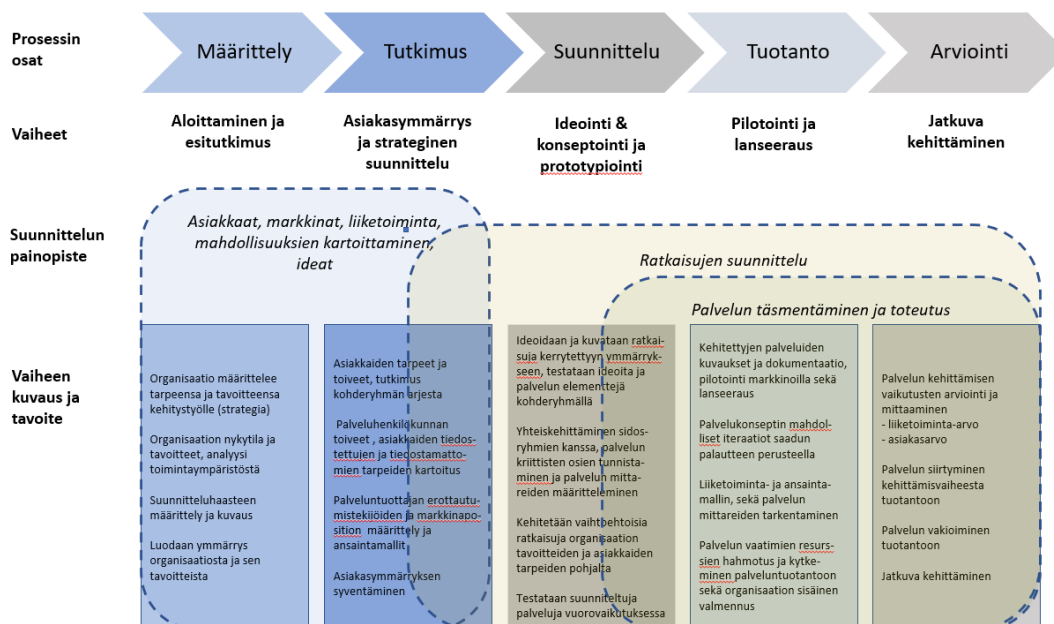 Prosessin
osat
Määrittely
Tutkimus
Suunnittelu
Tuotanto
Arviointi
Vaiheet
Aloittaminen ja
esitutkimus
Asiakasymmärrys
ja strateginen
suunnittelu
Ideointi &
konseptointi ja
prototypiointi
Pilotointi ja
lanseeraus
Jatkuva
kehittäminen
Suunnittelun
painopiste
Asiakkaat, markkinat, liiketoiminta,
mahdollisuuksien kartoittaminen,
ideat
Ratkaisujen suunnittelu
Palvelun täsmentäminen ja toteutus
Vaiheen
kuvaus ja
tavoite
Organisaatio määrittelee
tarpeensa ja tavoitteensa
kehitystyölle (strategia)
Organisaation nykytila ja
tavoitteet, analyysi
toimintaympäristöstä
Suunnitteluhaasteen
määrittely ja kuvaus
Luodaan ymmärrys
organisaatiosta ja sen
tavoitteista
Asiakkaiden tarpeet ja
toiveet, tutkimus
kohderyhmän arjesta
Palveluhenkilökunnan
toiveet , asiakkaiden tiedos-
tettujen ja tiedostamatto-
mien tarpeiden kartoitus
Palveluntuottajan erottautu-
mistekijöiden ja markkinapo-
sition määrittely ja
ansaintamallit
Asiakasymmärryksen
syventäminen
Ideoidaan ja kuvataan ratkai-
suja kerrytettyyn ymmärryk-
seen, testataan ideoita ja
palvelun elementtejä
kohderyhmällä
Yhteiskehittäminen sidos-
ryhmien kanssa, palvelun
kriittisten osien tunnista-
minen ja palvelun mitta-
reiden määritteleminen
Kehitetään vaihtoehtoisia
ratkaisuja organisaation
tavoitteiden ja asiakkaiden
tarpeiden pohjalta
Testataan suunniteltuja
palveluja vuorovaikutuksessa
Kehitettyjen palveluiden
kuvaukset ja dokumentaatio,
pilotointi markkinoilla sekä
lanseeraus
Palvelukonseptin mahdol-
liset iteraatiot saadun
palautteen perusteella
Liiketoiminta- ja ansainta-
mallin, sekä palvelun
mittareiden tarkentaminen
Palvelun vaatimien resurs-
sien hahmotus ja kytke-
minen palveluntuotantoon
sekä organisaation sisäinen
valmennus
Palvelun kehittämisen
vaikutusten arviointi ja
mittaaminen
- liiketoiminta-arvo
- asiakasarvo
Palvelun siirtyminen
kehittämisvaiheesta
tuotantoon
Palvelun vakioiminen
tuotantoon
Jatkuva kehittäminen